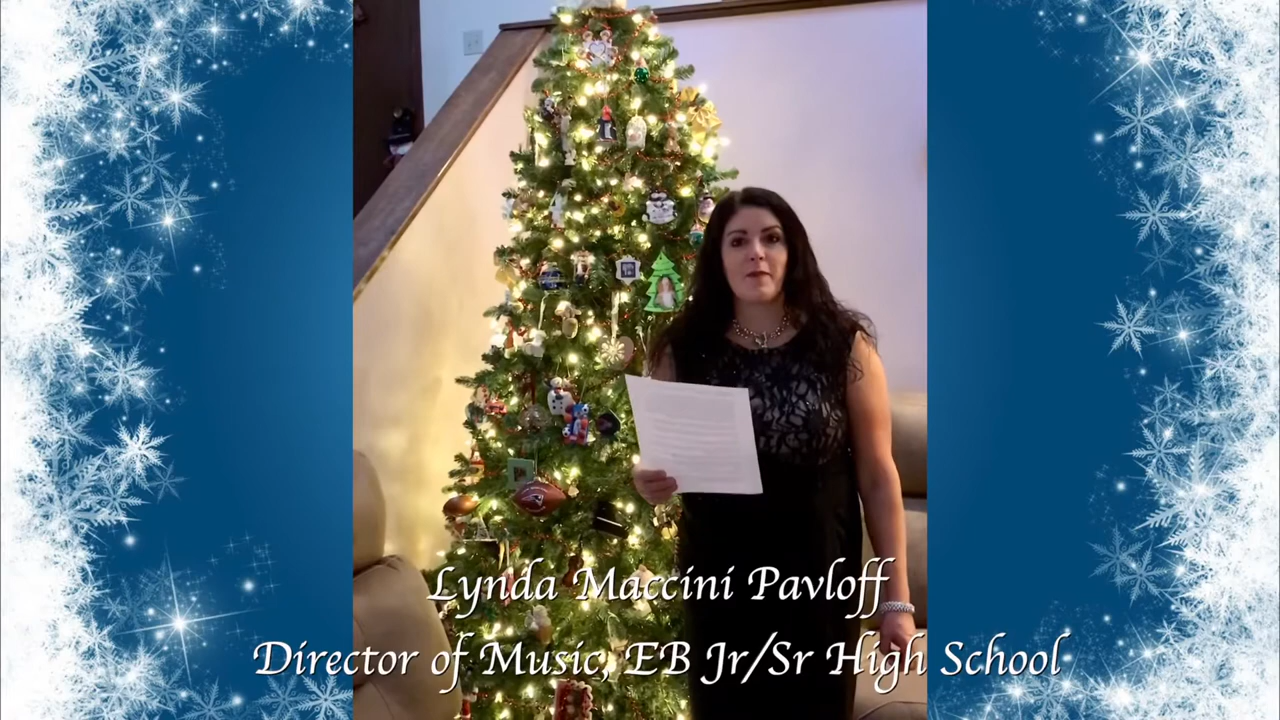 Lynda Maccini Pavloff
Director of Music, EB Jr/Sr High School